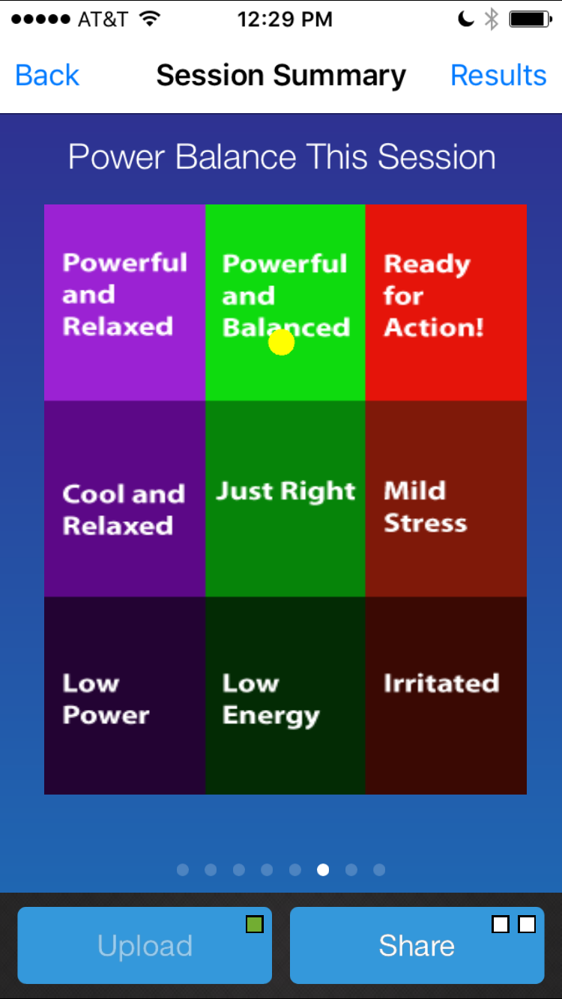 AT&T 12:29 PM
Back Session Summary Results
Power Balance This Session
Powerful
and
Relaxed
Powerful
and
Balanced
Ready
for
Action!
Cool and
Relaxed
Just Right
Mild
Stress
Low
Power
Low
Energy
Irritated
Upload
Share